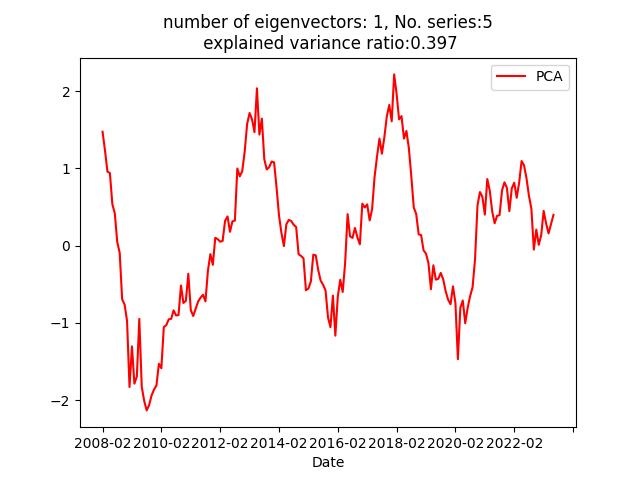 number of eigenvectors: 1, No. series:5
explained variance ratio:0.397
PCA
2
1
0
−1
−2
2008-02 2010-02 2012-02 2014-02 2016-02 2018-02 2020-02 2022-02
Date